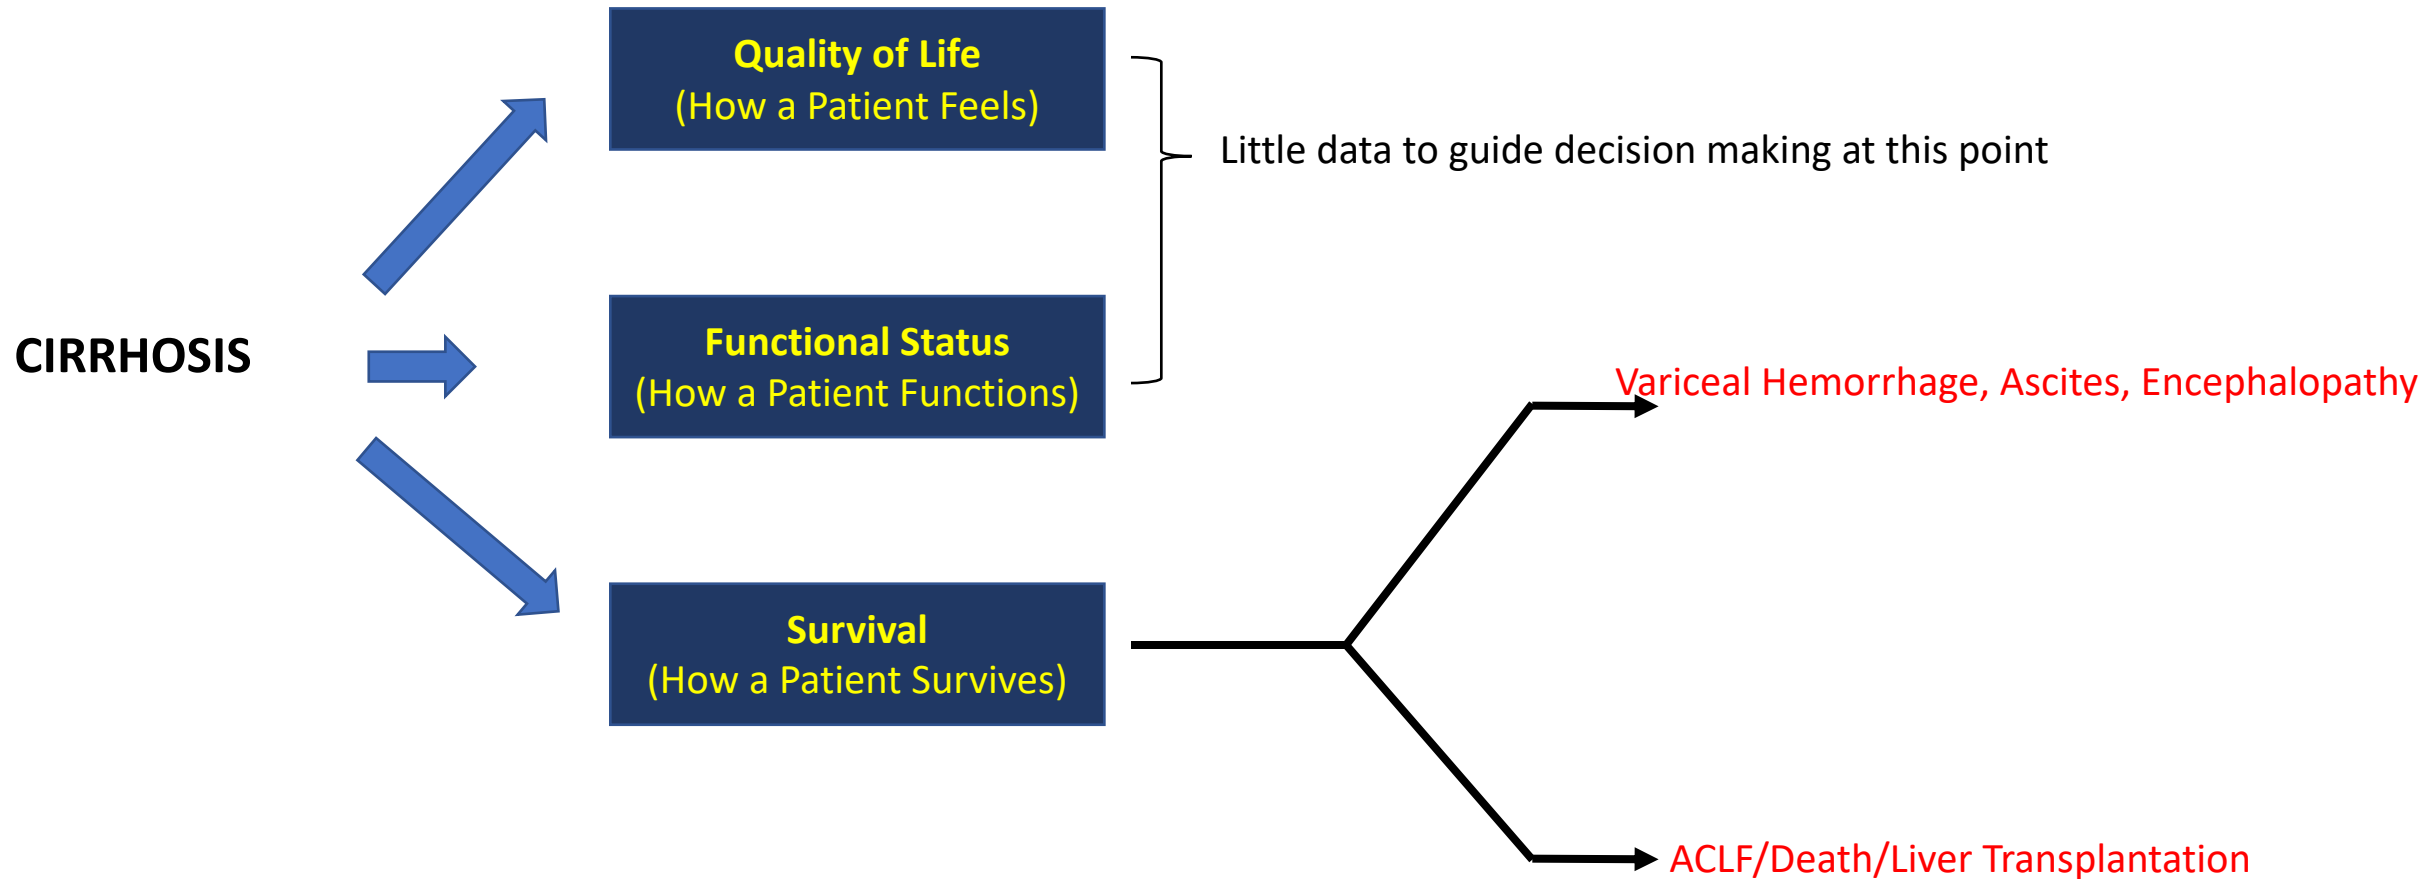 Quality of Life
(How a Patient Feels)
Little data to guide decision making at this point
CIRRHOSIS
Functional Status
(How a Patient Functions)
Variceal Hemorrhage, Ascites, Encephalopathy
Survival
(How a Patient Survives)
ACLF/Death/Liver Transplantation